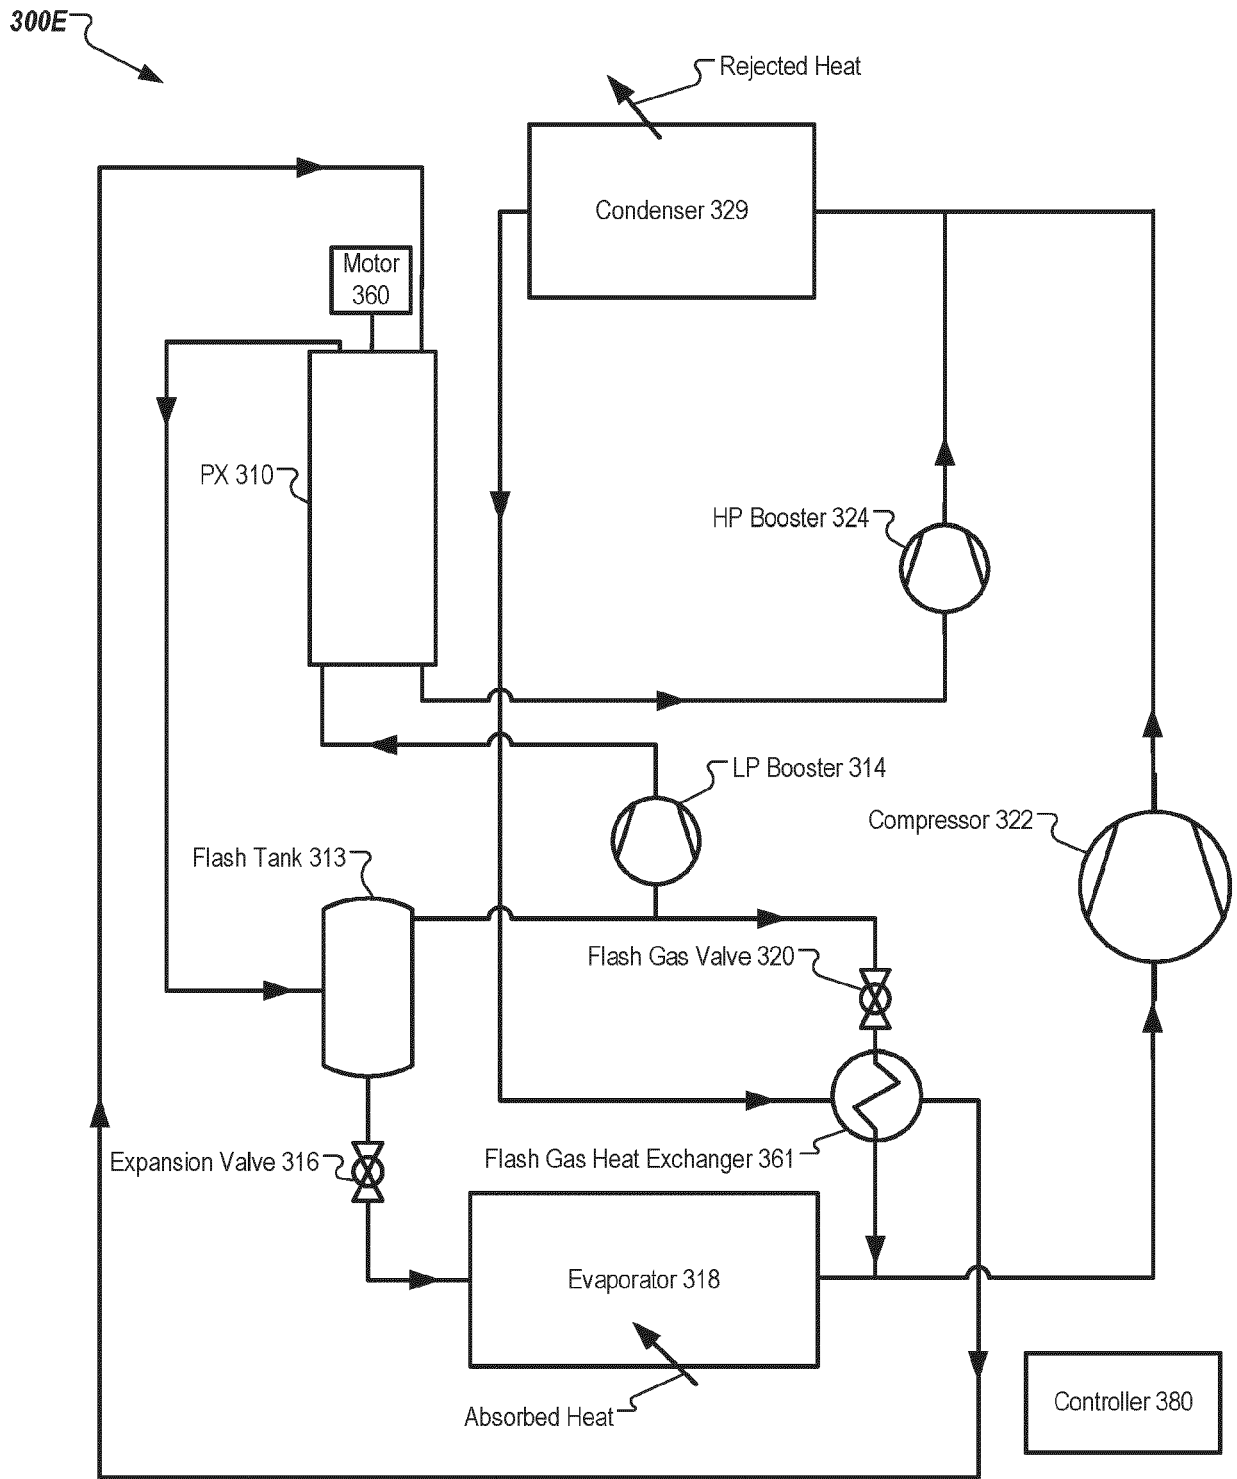 300E
Rejected Heat
Condenser 329
Motor
360
PX 310
HP Booster 324
LP Booster 314
Compressor 322
Flash Tank 313
Flash Gas Valve 320
Expansion Valve 316
Flash Gas Heat Exchanger 361
Evaporator 318
Controller 380
Absorbed Heat